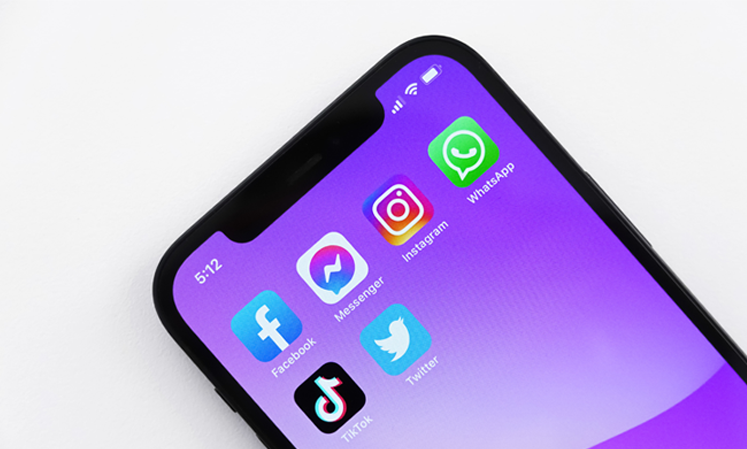 5:12
Facebook
Messenger
Instagram
WhatsApp
TikTok
Twitter